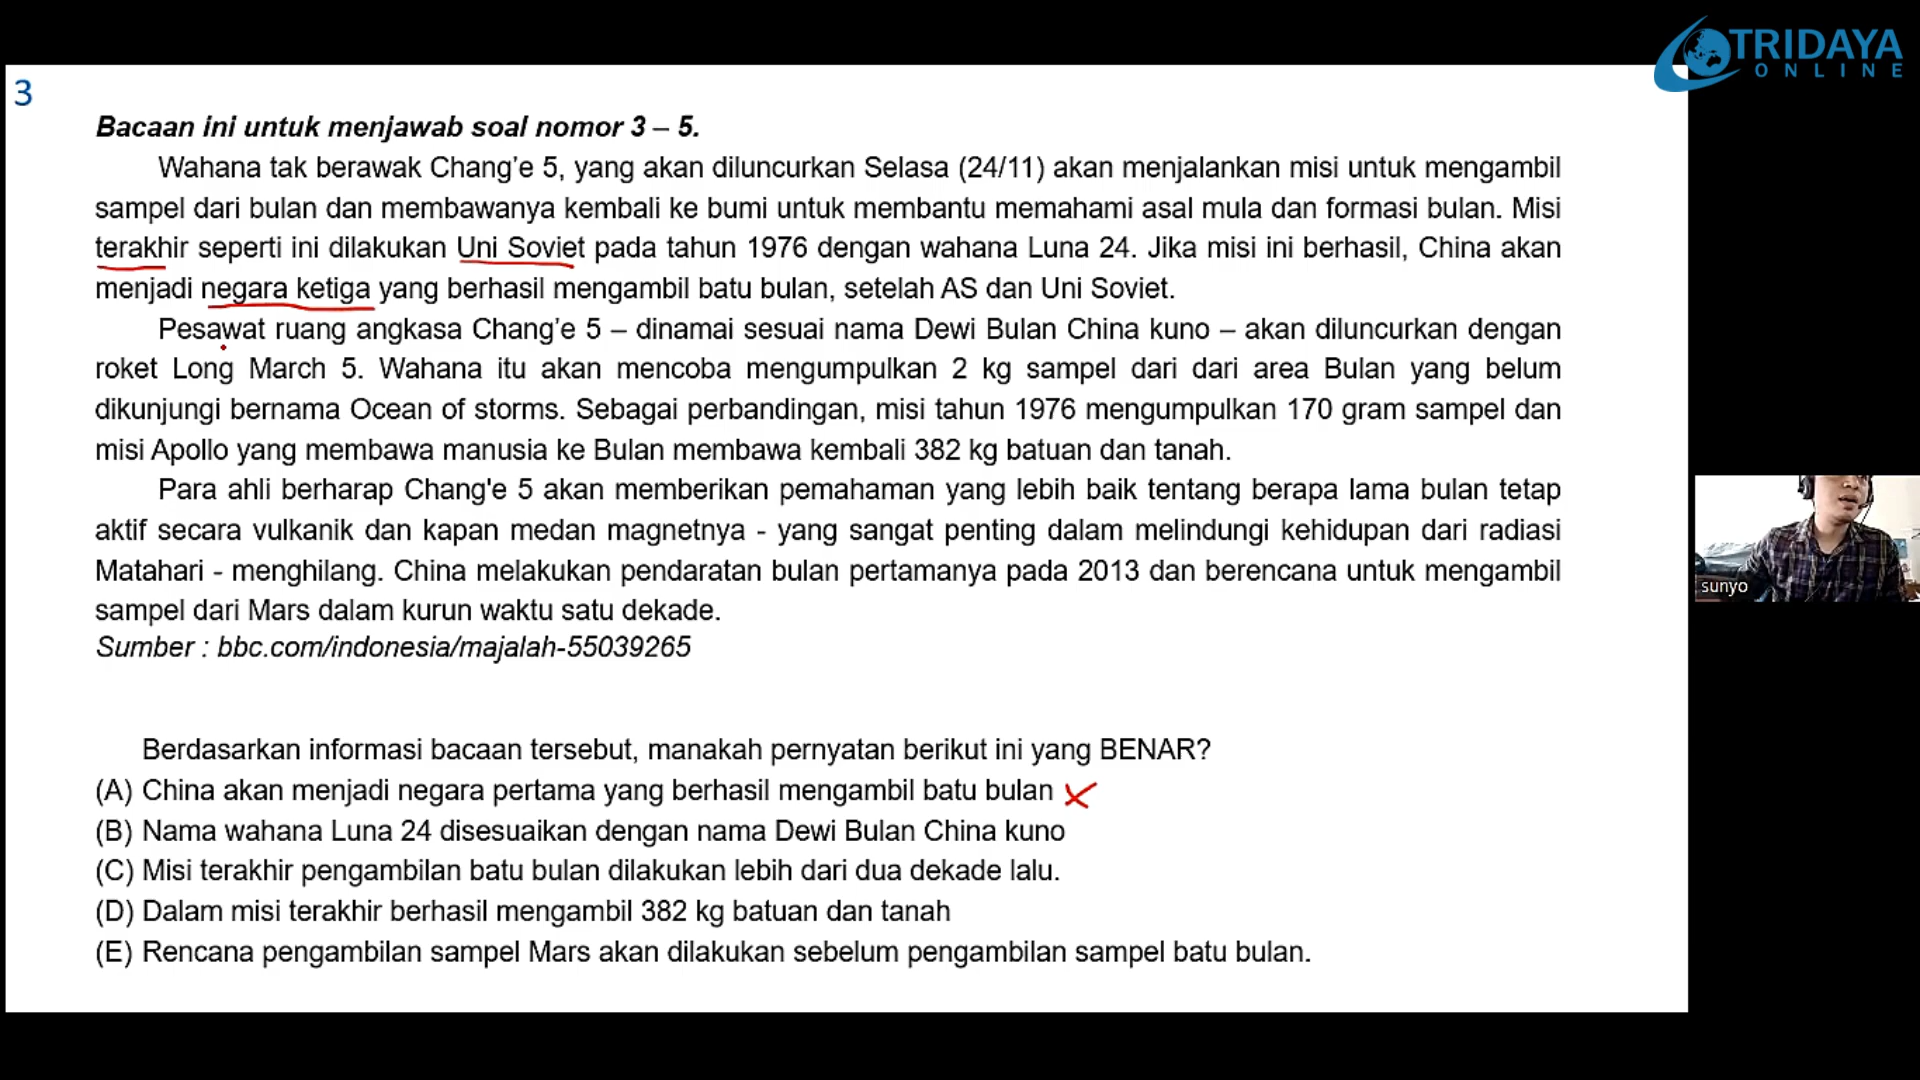 TRIDAYA
ONLINE
3
Bacaan ini untuk menjawab soal nomor 3 – 5.
Wahana tak berawak Chang’e 5, yang akan diluncurkan Selasa (24/11) akan menjalankan misi untuk mengambil
sampel dari bulan dan membawanya kembali ke bumi untuk membantu memahami asal mula dan formasi bulan. Misi
terakhir seperti ini dilakukan Uni Soviet pada tahun 1976 dengan wahana Luna 24. Jika misi ini berhasil, China akan
menjadi negara ketiga yang berhasil mengambil batu bulan, setelah AS dan Uni Soviet.
Pesawat ruang angkasa Chang’e 5 – dinamai sesuai nama Dewi Bulan China kuno – akan diluncurkan dengan
roket Long March 5. Wahana itu akan mencoba mengumpulkan 2 kg sampel dari dari area Bulan yang belum
dikunjungi bernama Ocean of storms. Sebagai perbandingan, misi tahun 1976 mengumpulkan 170 gram sampel dan
misi Apollo yang membawa manusia ke Bulan membawa kembali 382 kg batuan dan tanah.
Para ahli berharap Chang'e 5 akan memberikan pemahaman yang lebih baik tentang berapa lama bulan tetap
aktif secara vulkanik dan kapan medan magnetnya - yang sangat penting dalam melindungi kehidupan dari radiasi
Matahari - menghilang. China melakukan pendaratan bulan pertamanya pada 2013 dan berencana untuk mengambil
sampel dari Mars dalam kurun waktu satu dekade.
Sumber : bbc.com/indonesia/majalah-55039265
sunyo
Berdasarkan informasi bacaan tersebut, manakah pernyatan berikut ini yang BENAR?
(A) China akan menjadi negara pertama yang berhasil mengambil batu bulan
(B) Nama wahana Luna 24 disesuaikan dengan nama Dewi Bulan China kuno
(C) Misi terakhir pengambilan batu bulan dilakukan lebih dari dua dekade lalu.
(D) Dalam misi terakhir berhasil mengambil 382 kg batuan dan tanah
(E) Rencana pengambilan sampel Mars akan dilakukan sebelum pengambilan sampel batu bulan.